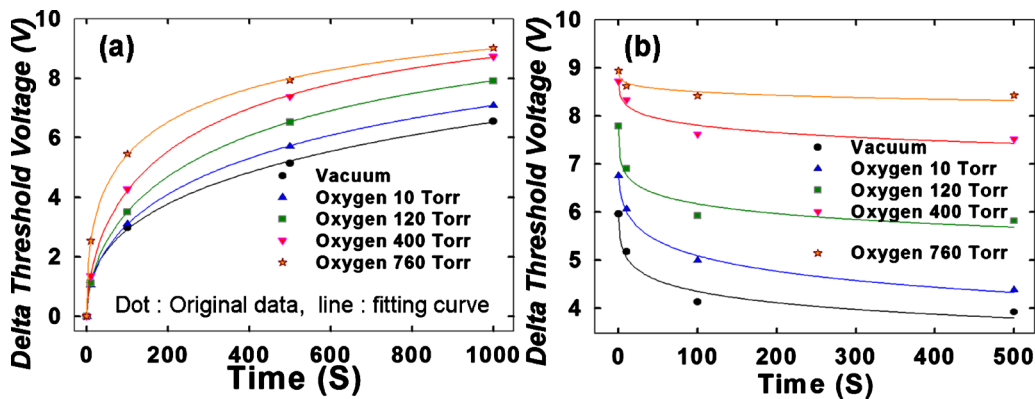 (a)
Delta Threshold Voltage (V)
10
8
6
4
2
0
Vacuum
Oxygen 10 Torr
Oxygen 120 Torr
Oxygen 400 Torr
Oxygen 760 Torr
Dot : Original data, line : fitting curve
0 200 400 600 800 1000
Time (S)
(b)
Delta Threshold Voltage (V)
10
9
8
7
6
5
4
Vacuum
Oxygen 10 Torr
Oxygen 120 Torr
Oxygen 400 Torr
Oxygen 760 Torr
0 100 200 300 400 500
Time (S)